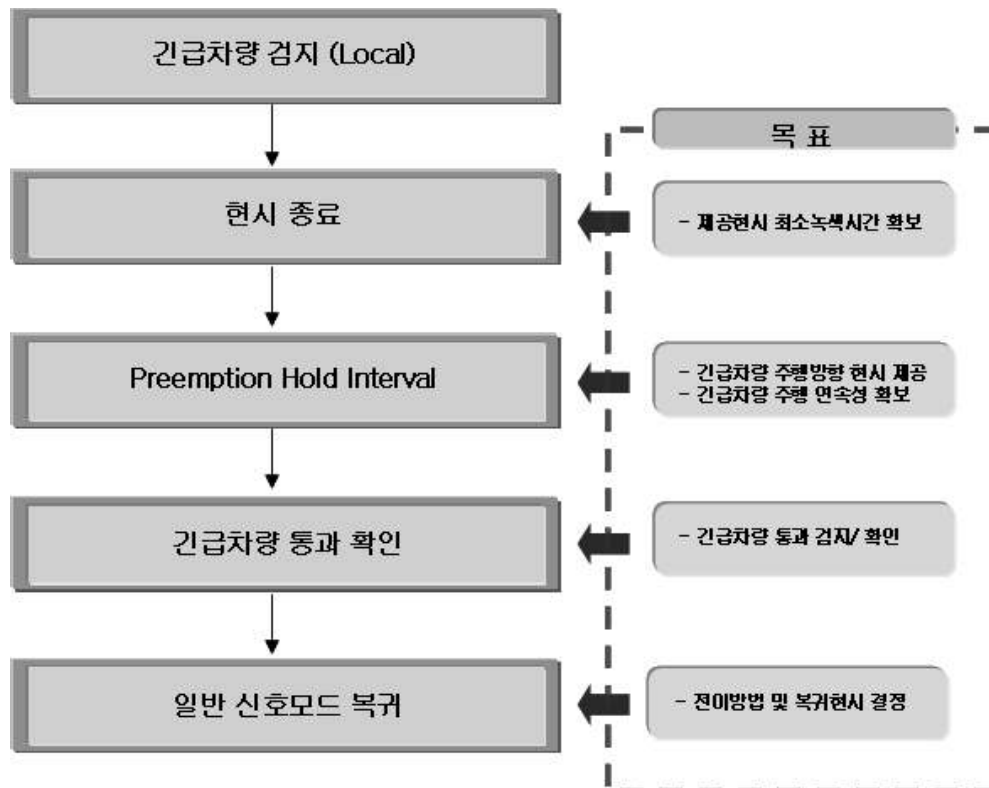 긴급차량 검지 (Local)
목 표
현시 종료
- 제공현시 최소녹색시간 확보
Preemption Hold Interval
- 긴급차량 주행방향 현시 제공
- 긴급차량 주행 연속성 확보
긴급차량 통과 확인
- 긴급차량 통과 검지/ 확인
일반 신호모드 복귀
- 전이방법 및 복귀현시 결정